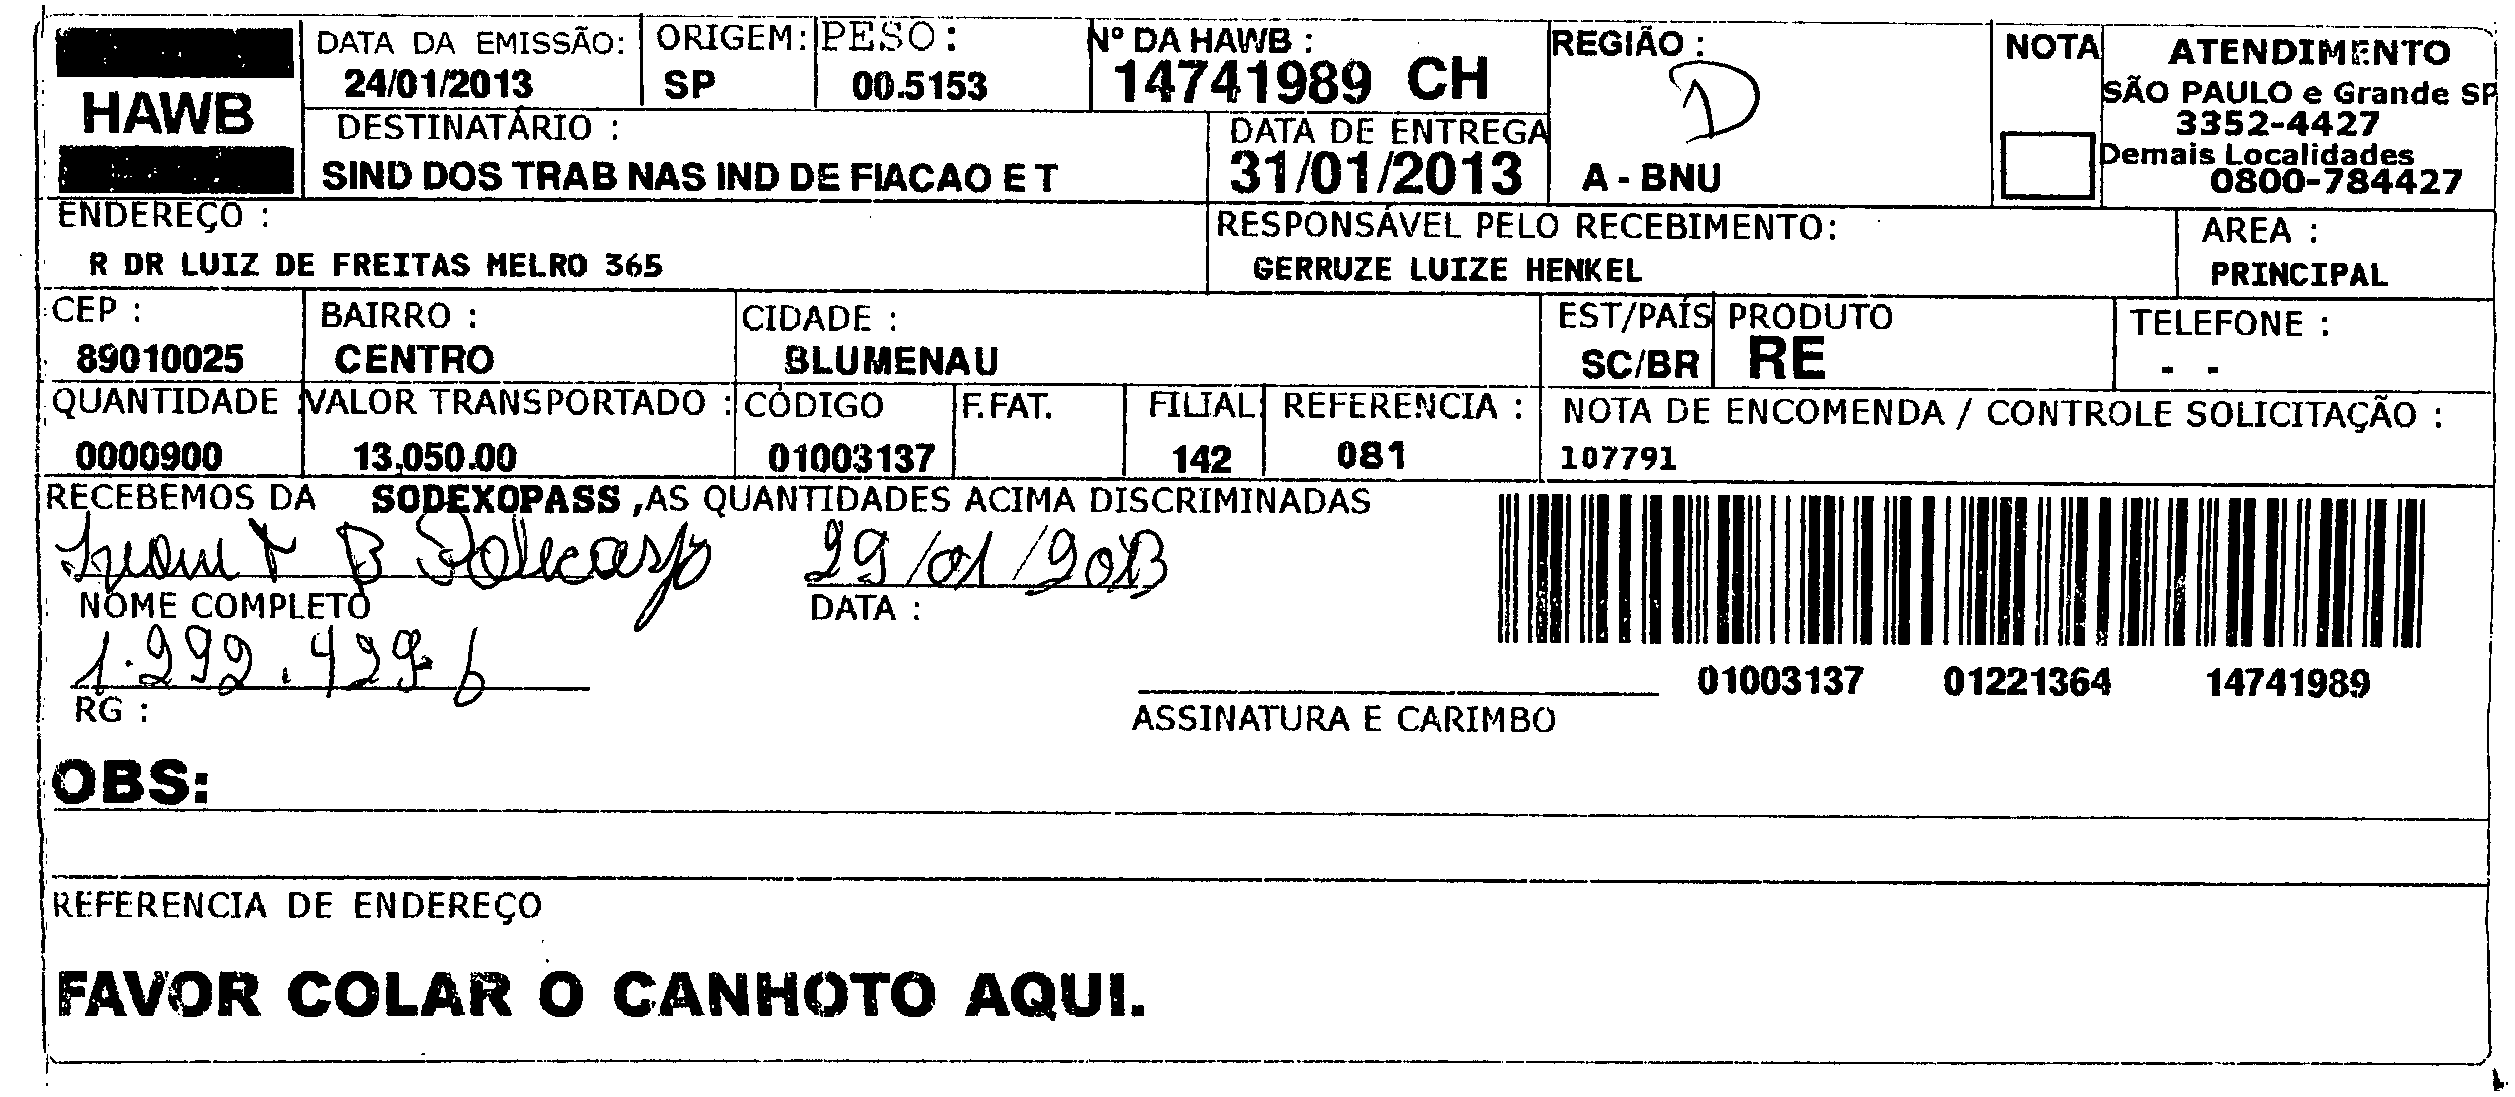 HAWB
DATA DA EMISSÃO: ORIGEM: PESO : Nº DA HAWB : REGIÃO : NOTA ATENDIMENTO
24/01/2013 SP 00.5153 14741989 CH D SÃO PAULO e Grande SP
3352-4427
DESTINATÁRIO : DATA DE ENTREGA Demais Localidades
SIND DOS TRAB NAS IND DE FIACAO E T 31/01/2013 A - BNU 0800-784427
ENDEREÇO : RESPONSÁVEL PELO RECEBIMENTO: AREA :
R DR LUIZ DE FREITAS MELRO 365 GERRUZE LUIZE HENKEL PRINCIPAL
CEP : BAIRRO : CIDADE : EST/PAÍS PRODUTO TELEFONE :
89010025 CENTRO BLUMENAU SC/BR RE - -
QUANTIDADE VALOR TRANSPORTADO : CÓDIGO F.FAT. FILIAL REFERENCIA : NOTA DE ENCOMENDA / CONTROLE SOLICITAÇÃO :
0000900 13,050.00 01003137 142 081 107791
RECEBEMOS DA SODEXOPASS ,AS QUANTIDADES ACIMA DISCRIMINADAS
B 29/01/2013
NOME COMPLETO DATA :
RG :
01003137 01221364 14741989
ASSINATURA E CARIMBO
OBS:
REFERENCIA DE ENDEREÇO
FAVOR COLAR O CANHOTO AQUI.